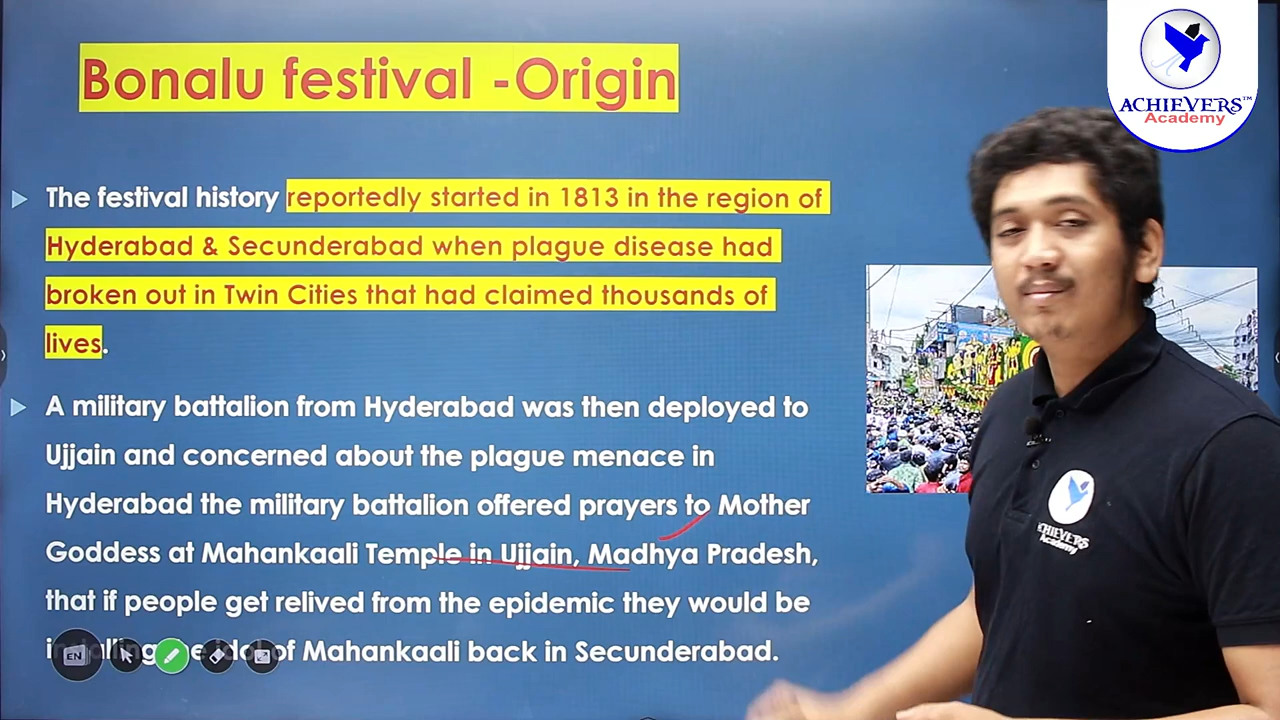 Bonalu festival -Origin
ACHIEVERS™
Academy
The festival history reportedly started in 1813 in the region of
Hyderabad & Secunderabad when plague disease had
broken out in Twin Cities that had claimed thousands of
lives.
A military battalion from Hyderabad was then deployed to
Ujjain and concerned about the plague menace in
Hyderabad the military battalion offered prayers to Mother
Goddess at Mahankaali Temple in Ujjain, Madhya Pradesh,
that if people get relived from the epidemic they would be
of Mahankaali back in Secunderabad.
EN
ACHIEVERS
Academy